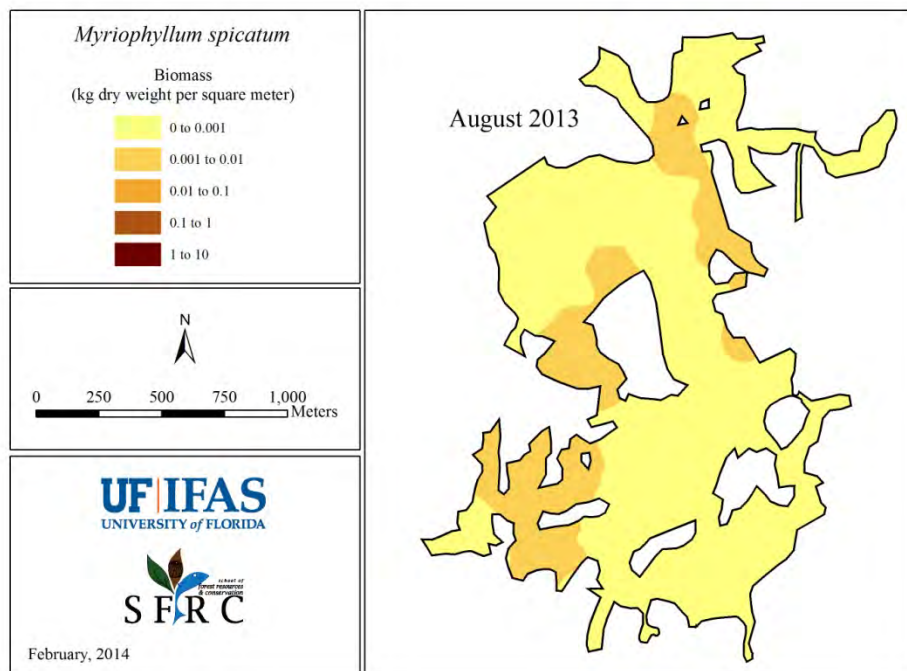 Myriophyllum spicatum
Biomass
(kg dry weight per square meter)
0 to 0.001
0.001 to 0.01
0.01 to 0.1
0.1 to 1
1 to 10
N
0 250 500 750 1,000
Meters
UF|IFAS
UNIVERSITY of FLORIDA
school of
forest resources
& conservation
SFRC
February, 2014
August 2013